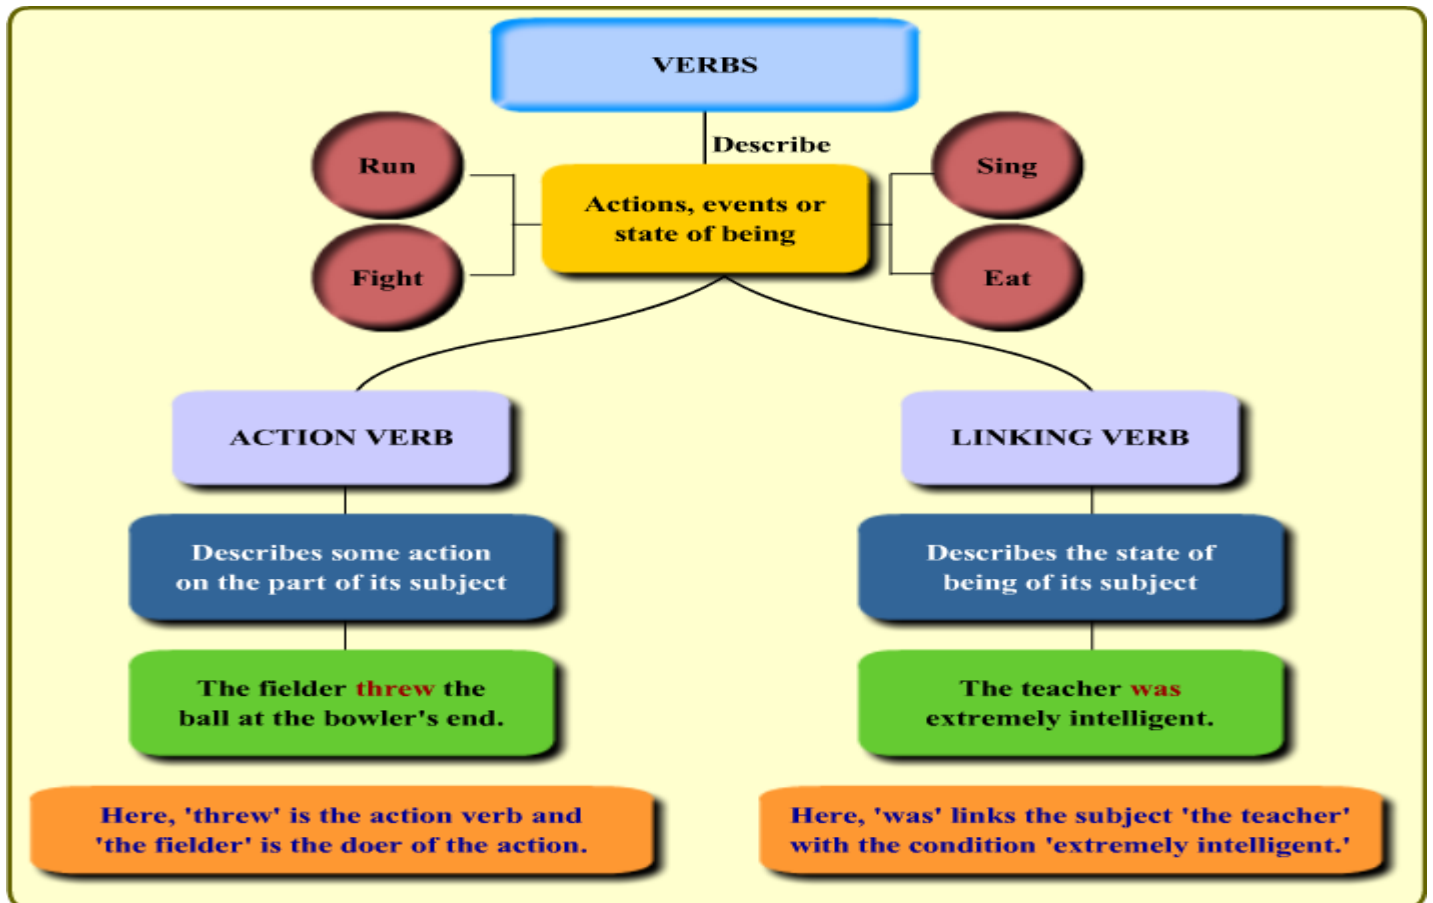 VERBS
Describe
Run
Sing
Actions, events or
state of being
Fight
Eat
ACTION VERB
LINKING VERB
Describes some action
on the part of its subject
Describes the state of
being of its subject
The fielder threw the
ball at the bowler's end.
The teacher was
extremely intelligent.
Here, 'threw' is the action verb and
'the fielder' is the doer of the action.
Here, 'was' links the subject 'the teacher'
with the condition 'extremely intelligent.'